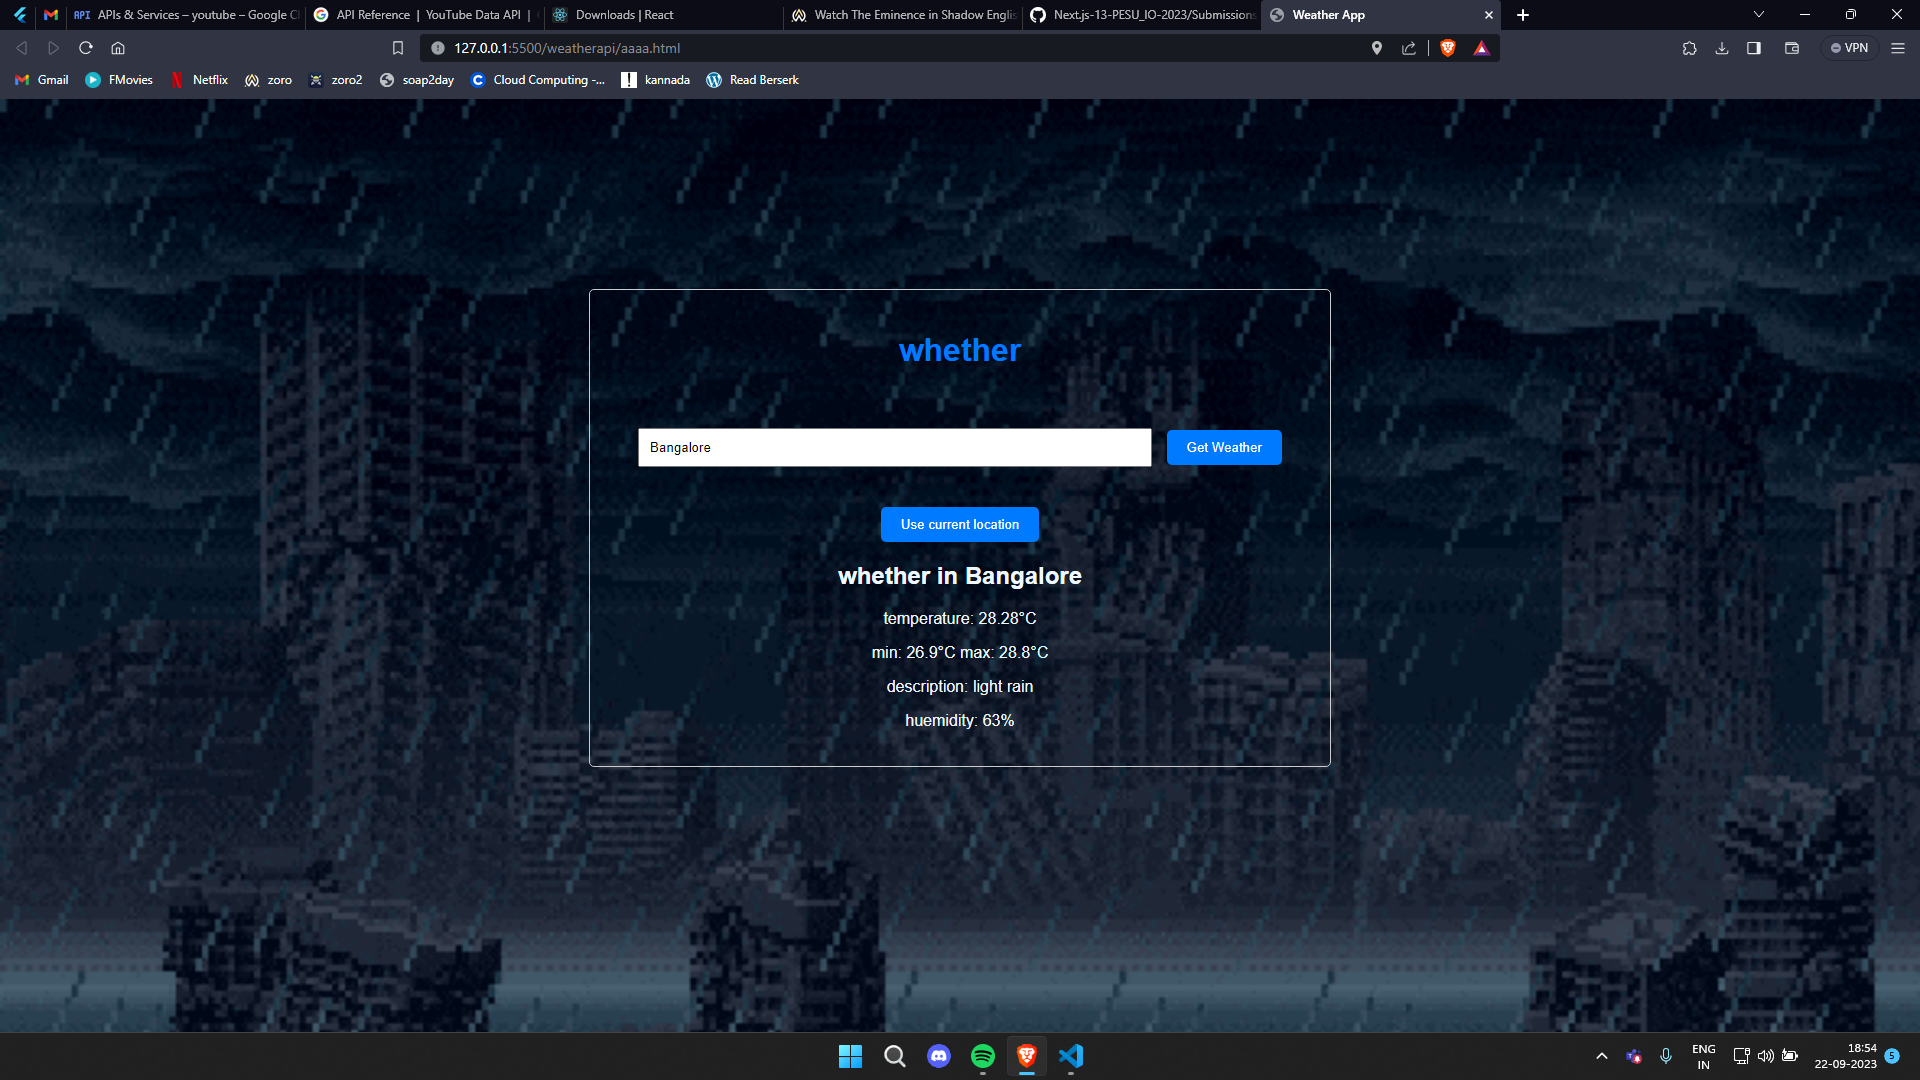 API APIs & Services – youtube – Google C
API Reference | YouTube Data API |
Downloads | React
Watch The Eminence in Shadow Englis
Next.js-13-PESU_IO-2023/Submissions
Weather App
127.0.0.1:5500/weatherapi/aaaa.html
VPN
Gmail
FMovies
Netflix
zoro
zoro2
soap2day
Cloud Computing -...
kannada
Read Berserk
whether
Bangalore
Get Weather
Use current location
whether in Bangalore
temperature: 28.28°C
min: 26.9°C max: 28.8°C
description: light rain
huemidity: 63%
ENG
IN
18:54
22-09-2023
5